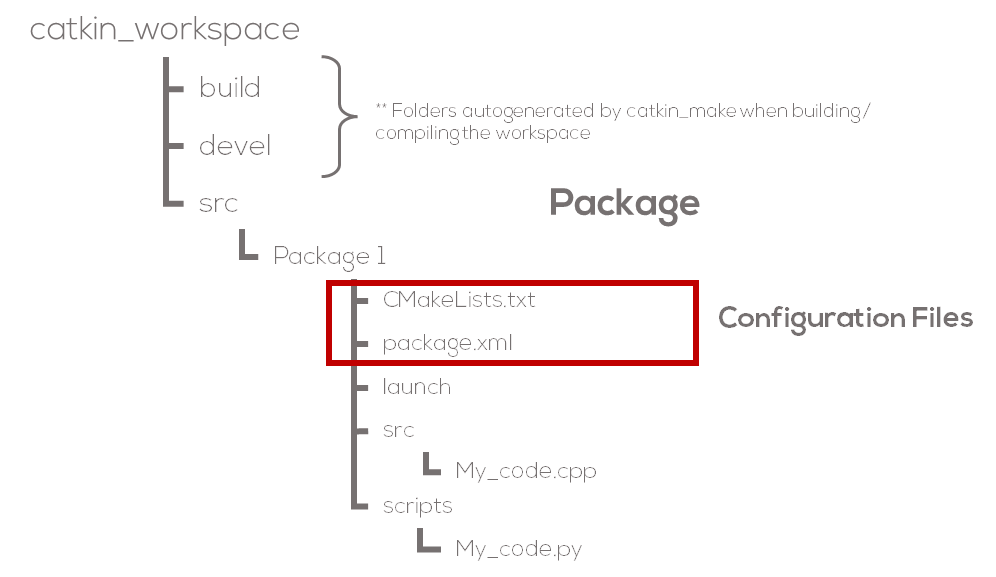 catkin_workspace
build
** Folders autogenerated by catkin_make when building/
compiling the workspace
devel
src
Package
Package 1
CMakeLists.txt
Configuration Files
package.xml
launch
src
My_code.cpp
scripts
My_code.py